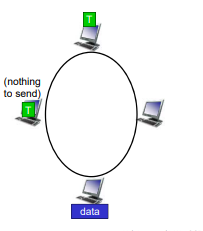 T
(nothing
to send)
T
data